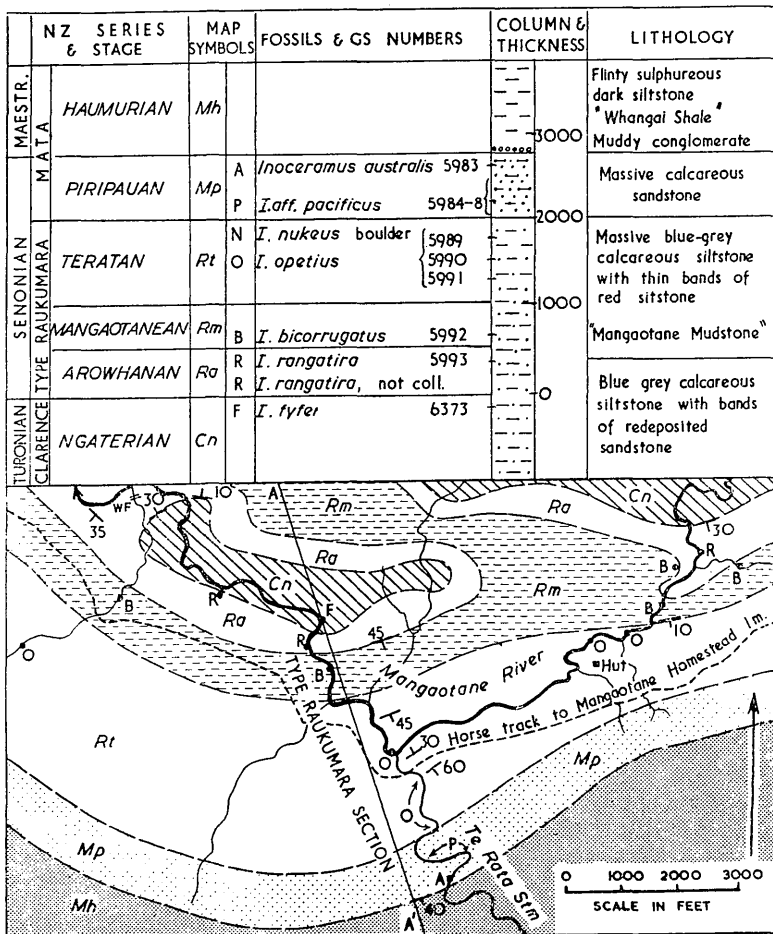 NZ SERIES & STAGE
MAP SYMBOLS
FOSSILS & GS NUMBERS
COLUMN & THICKNESS
LITHOLOGY
MAESTR.
SENONIAN
TURONIAN
MATA
TYPE RAUKUMARA
CLARENCE
HAUMURIAN Mh
3000
Flinty sulphureous
dark siltstone
"Whangai Shale"
Muddy conglomerate
PIRIPAUAN Mp
A Inoceramus australis 5983
P I.aff. pacificus 5984-8
2000
Massive calcareous
sandstone
TERATAN Rt
N I. nukeus boulder 5989
O I. opetius 5990
5991
1000
Massive blue-grey
calcareous siltstone
with thin bands of
red sitstone
MANGAOTANEAN Rm
B I. bicorrugatus 5992
"Mangaotane Mudstone"
AROWHANAN Ra
R I. rangatira 5993
R I. rangatira, not coll.
0
Blue grey calcareous
siltstone with bands
of redeposited
sandstone
NGATERIAN Cn
F I. fyfei 6373
WF 30 10 A Rm Ra Cn
35 30
Ra R
B B
Cn Rm
R B
B Ra F 45 10
R Mangaotane River O O
O B Hut
Horse track to Mangaotane Homestead 1m.
TYPE RAUKUMARA SECTION
Rt 45
30
O 60 Mp
O
P
Te Rata Stm
Mp A
Mh A' 40
0 1000 2000 3000
SCALE IN FEET